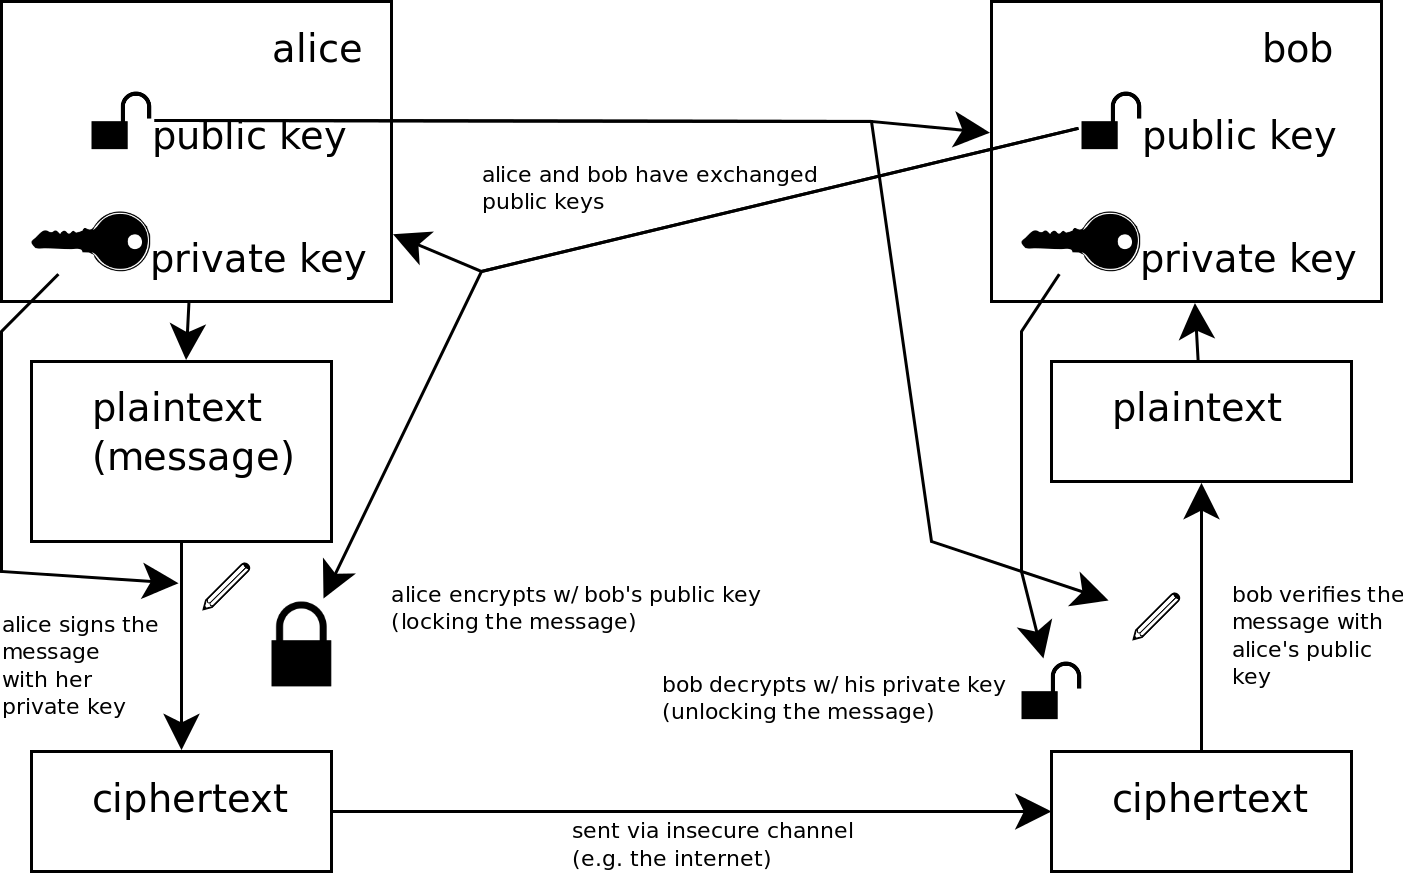 alice
public key
private key
bob
public key
private key
alice and bob have exchanged
public keys
plaintext
(message)
plaintext
alice signs the
message
with her
private key
alice encrypts w/ bob's public key
(locking the message)
bob decrypts w/ his private key
(unlocking the message)
bob verifies the
message with
alice's public
key
ciphertext
ciphertext
sent via insecure channel
(e.g. the internet)